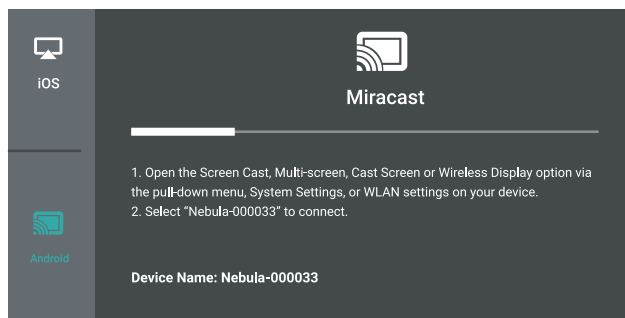 iOS
Android
Miracast
1. Open the Screen Cast, Multi-screen, Cast Screen or Wireless Display option via
the pull-down menu, System Settings, or WLAN settings on your device.
2. Select “Nebula-000033” to connect.
Device Name: Nebula-000033